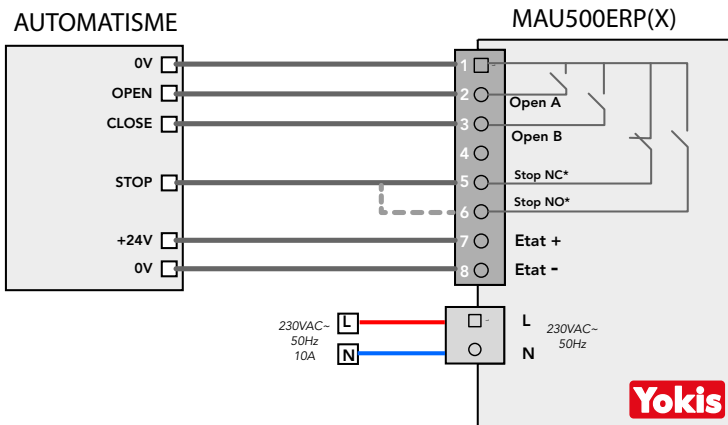 AUTOMATISME
MAU500ERP(X)
0V
1
OPEN
2
Open A
CLOSE
3
Open B
4
STOP
5
Stop NC*
6
Stop NO*
+24V
7
Etat +
0V
8
Etat -
230VAC~
50Hz
10A
L
N
L
N
230VAC~
50Hz
Yokis